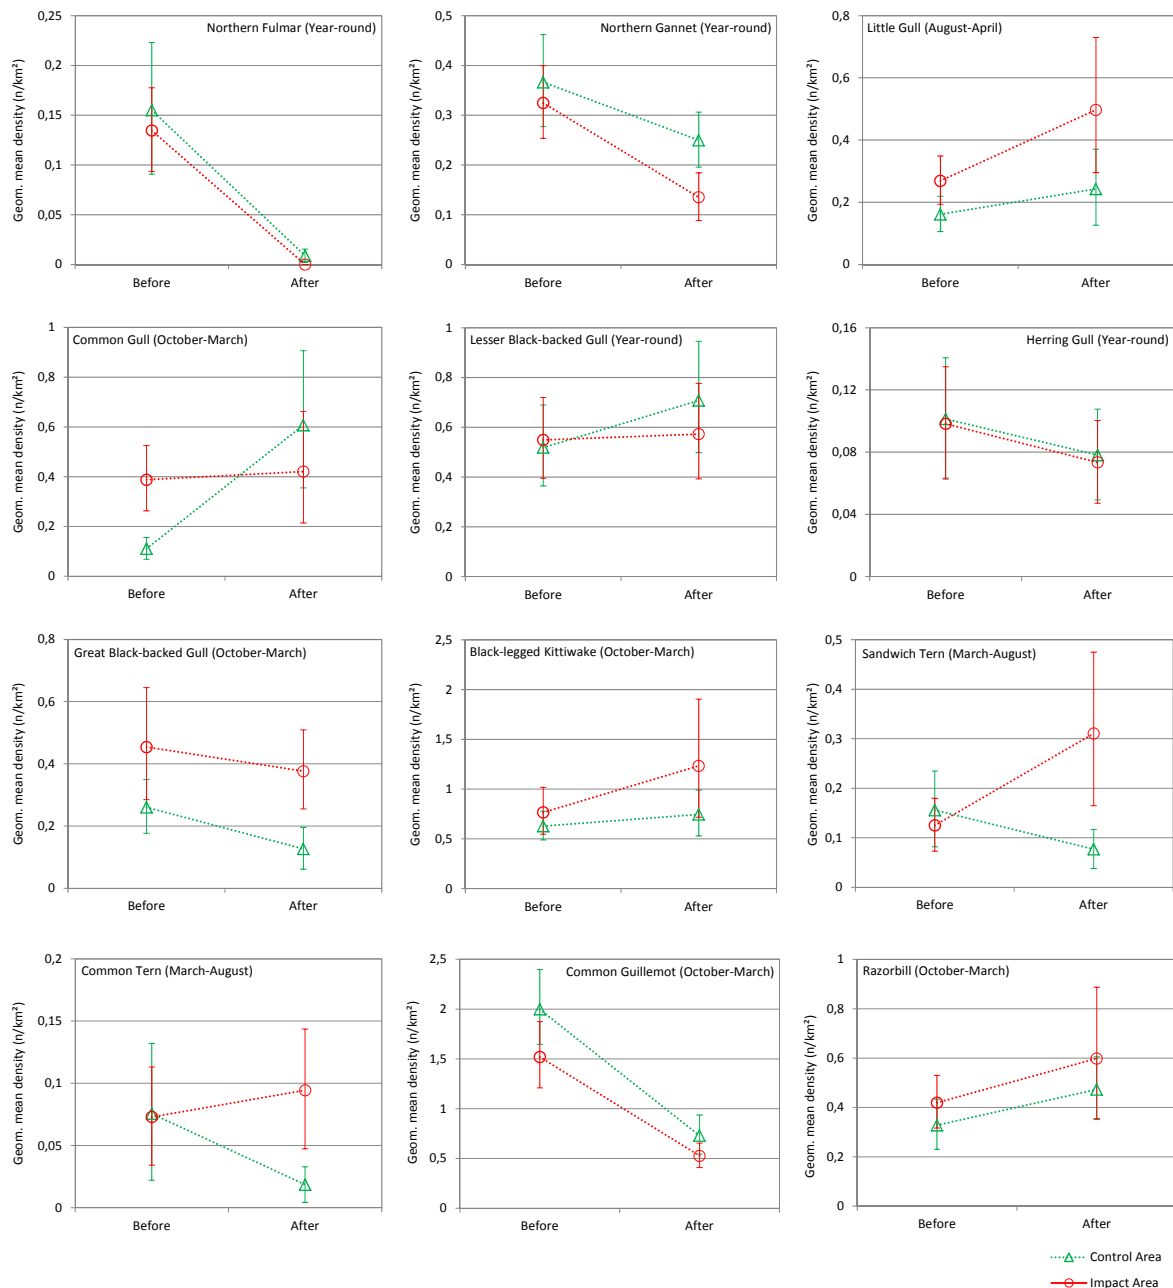 Northern Fulmar (Year-round)
Geom. mean density (n/km²)
0,25
0,2
0,15
0,1
0,05
0
Before
After
Northern Gannet (Year-round)
Geom. mean density (n/km²)
0,5
0,4
0,3
0,2
0,1
0
Before
After
Little Gull (August-April)
Geom. mean density (n/km²)
0,8
0,6
0,4
0,2
0
Before
After
Common Gull (October-March)
Geom. mean density (n/km²)
1
0,8
0,6
0,4
0,2
0
Before
After
Lesser Black-backed Gull (Year-round)
Geom. mean density (n/km²)
1
0,8
0,6
0,4
0,2
0
Before
After
Herring Gull (Year-round)
Geom. mean density (n/km²)
0,16
0,12
0,08
0,04
0
Before
After
Great Black-backed Gull (October-March)
Geom. mean density (n/km²)
0,8
0,6
0,4
0,2
0
Before
After
Black-legged Kittiwake (October-March)
Geom. mean density (n/km²)
2,5
2
1,5
1
0,5
0
Before
After
Sandwich Tern (March-August)
Geom. mean density (n/km²)
0,5
0,4
0,3
0,2
0,1
0
Before
After
Common Tern (March-August)
Geom. mean density (n/km²)
0,2
0,15
0,1
0,05
0
Before
After
Common Guillemot (October-March)
Geom. mean density (n/km²)
2,5
2
1,5
1
0,5
0
Before
After
Razorbill (October-March)
Geom. mean density (n/km²)
1
0,8
0,6
0,4
0,2
0
Before
After
Control Area
Impact Area